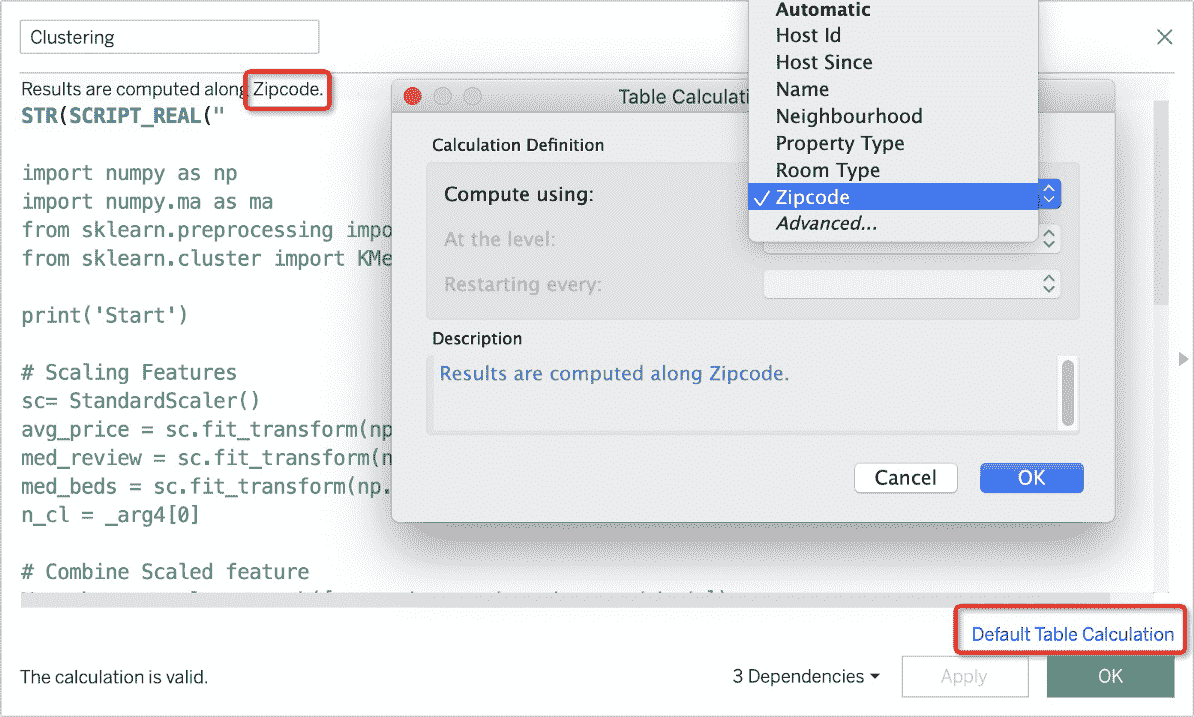 Clustering
Results are computed along Zipcode.
STR(SCRIPT_REAL("
import numpy as np
import numpy.ma as ma
from sklearn.preprocessing impo
from sklearn.cluster import KMe
print('Start')
# Scaling Features
sc= StandardScaler()
avg_price = sc.fit_transform(np
med_review = sc.fit_transform(n
med_beds = sc.fit_transform(np.
n_cl = _arg4[0]
# Combine Scaled feature
Table Calculati
Calculation Definition
Compute using:
At the level:
Restarting every:
Automatic
Host Id
Host Since
Name
Neighbourhood
Property Type
Room Type
✓ Zipcode
Advanced...
Description
Results are computed along Zipcode.
Cancel
OK
Default Table Calculation
The calculation is valid.
3 Dependencies
Apply
OK